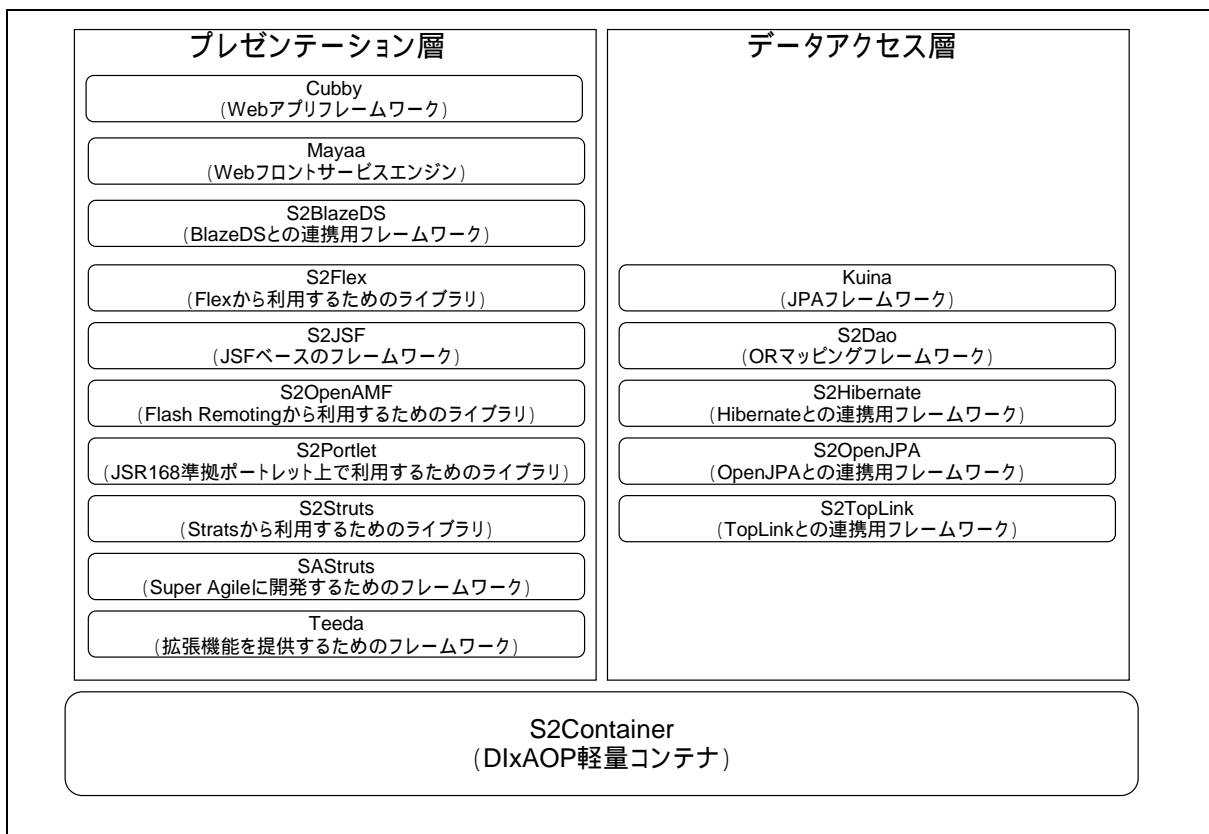 プレゼンテーション層
Cubby
(Webアプリフレームワーク)
Mayaa
(Webフロントサービスエンジン)
S2BlazeDS
(BlazeDSとの連携用フレームワーク)
S2Flex
(Flexから利用するためのライブラリ)
S2JSF
(JSFベースのフレームワーク)
S2OpenAMF
(Flash Remotingから利用するためのライブラリ)
S2Portlet
(JSR168準拠ポートレット上で利用するためのライブラリ)
S2Struts
(Stratsから利用するためのライブラリ)
SAStruts
(Super Agileに開発するためのフレームワーク)
Teeda
(拡張機能を提供するためのフレームワーク)
データアクセス層
Kuina
(JPAフレームワーク)
S2Dao
(ORマッピングフレームワーク)
S2Hibernate
(Hibernateとの連携用フレームワーク)
S2OpenJPA
(OpenJPAとの連携用フレームワーク)
S2TopLink
(TopLinkとの連携用フレームワーク)
S2Container
(DIxAOP軽量コンテナ)